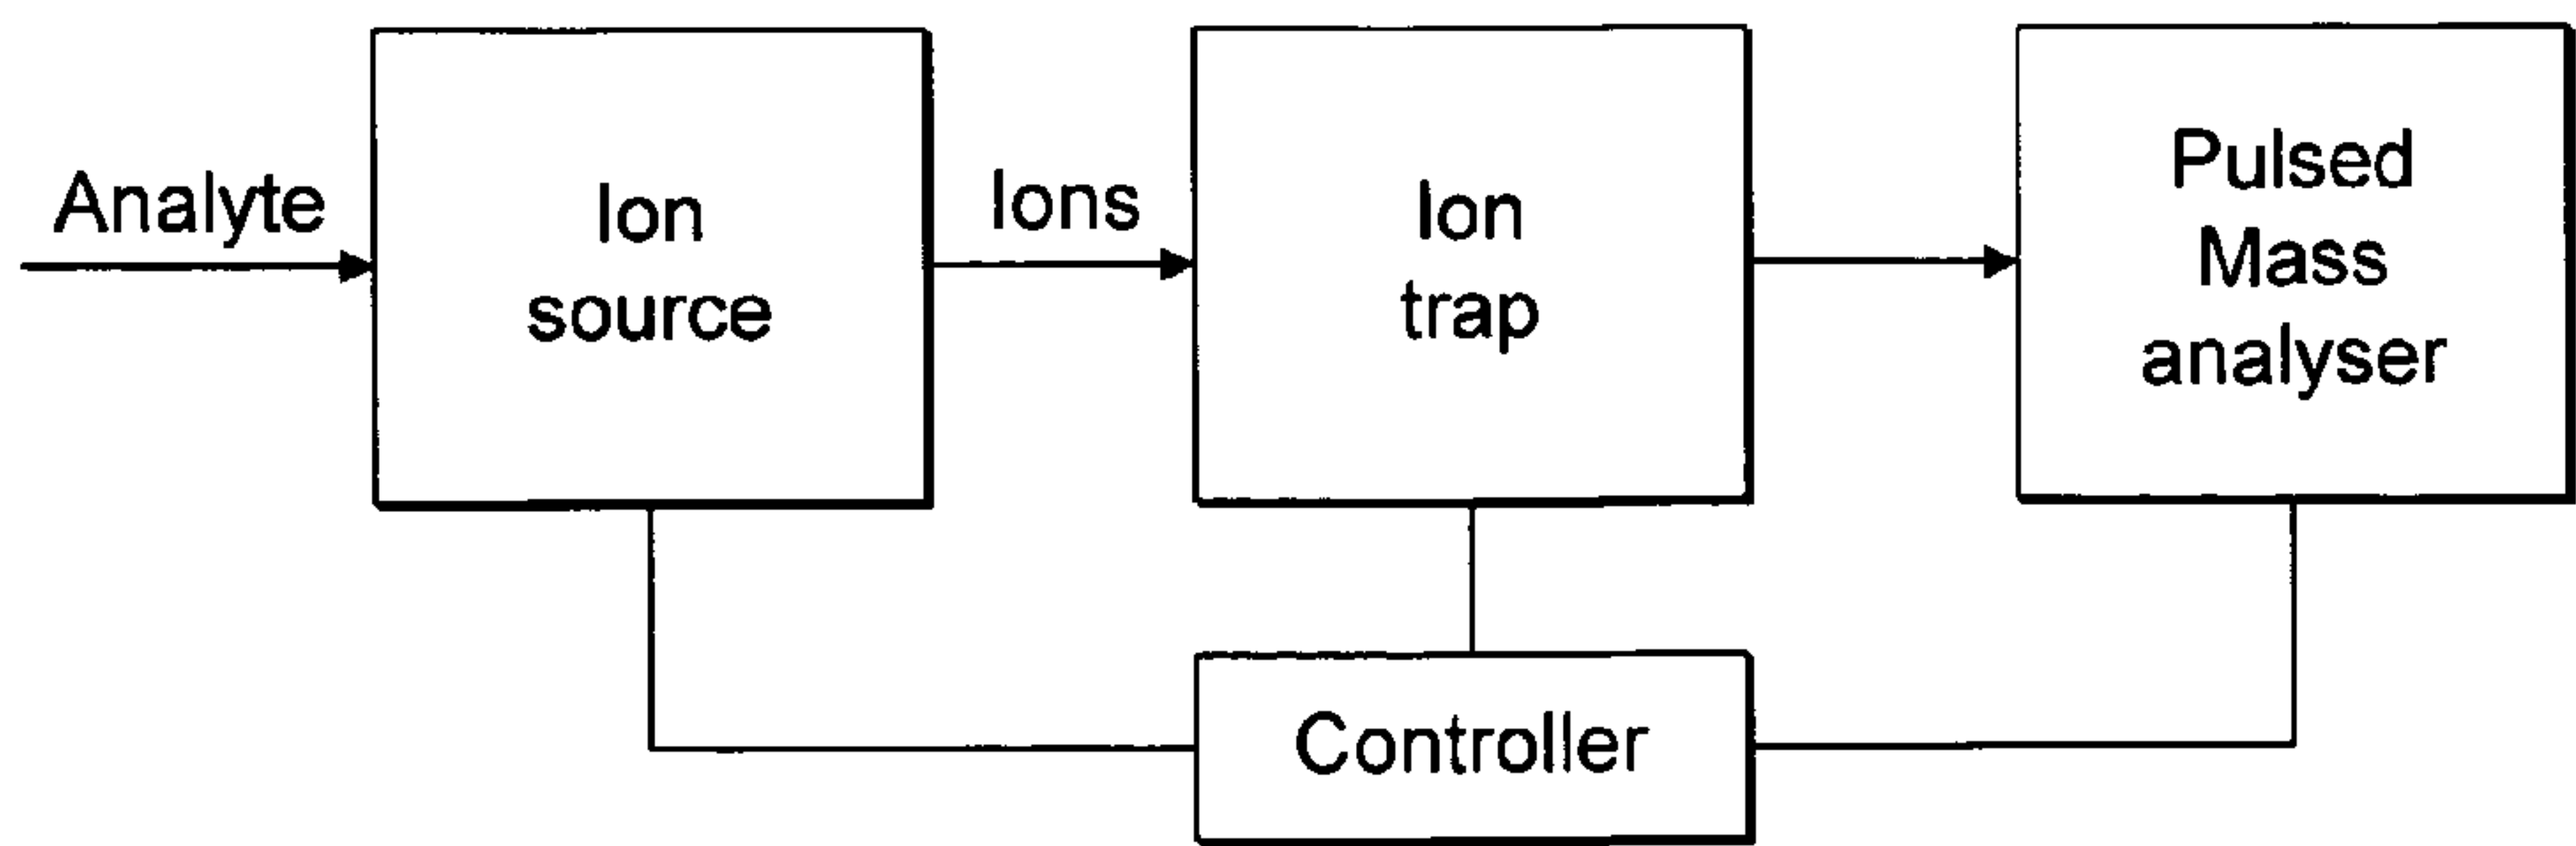 Analyte
Ion
source
Ions
Ion
trap
Pulsed
Mass
analyser
Controller